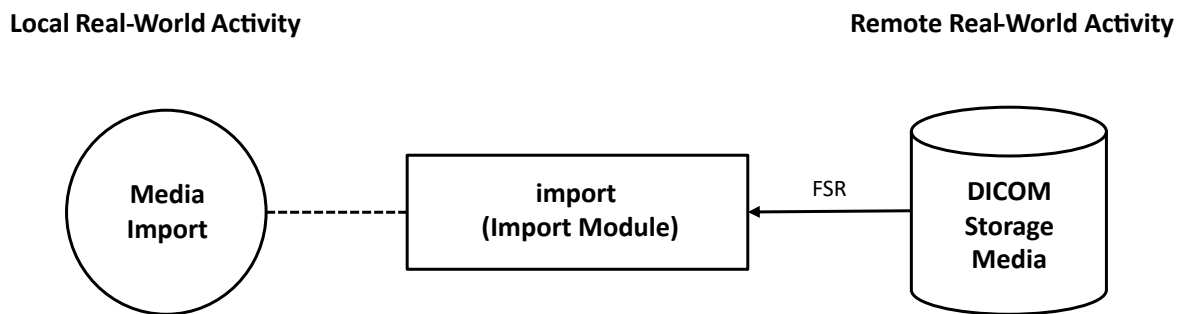 Local Real-World Activity
Remote Real-World Activity
Media
Import
import
(Import Module)
FSR
DICOM
Storage
Media